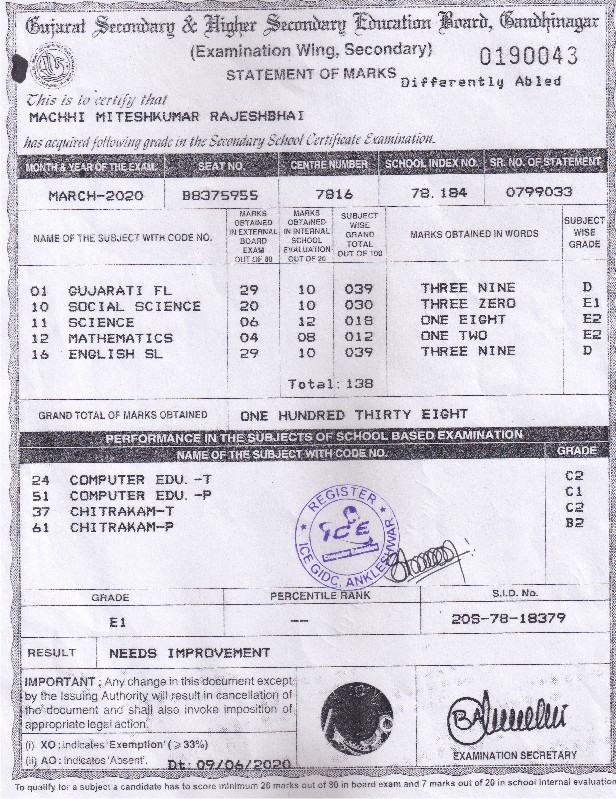 Gujarat Secondary & Higher Secondary Education Board, Gandhinagar
(Examination Wing, Secondary)
0190043
STATEMENT OF MARKS
Differently Abled
This is to certify that
MACHHI MITESHKUMAR RAJESHBHAI
has acquired following grade in the Secondary School Certificate Examination.
MONTH & YEAR OF THE EXAM. SEAT NO. CENTRE NUMBER SCHOOL INDEX NO. SR. NO. OF STATEMENT
MARCH-2020 B8375955 7816 78.184 0799033
NAME OF THE SUBJECT WITH CODE NO. MARKS OBTAINED IN EXTERNAL BOARD EXAM OUT OF 80 MARKS OBTAINED IN INTERNAL SCHOOL EVALUATION OUT OF 20 SUBJECT WISE GRAND TOTAL OUT OF 100 MARKS OBTAINED IN WORDS SUBJECT WISE GRADE
01 GUJARATI FL 29 10 039 THREE NINE D
10 SOCIAL SCIENCE 20 10 030 THREE ZERO E1
11 SCIENCE 06 12 018 ONE EIGHT E2
12 MATHEMATICS 04 08 012 ONE TWO E2
16 ENGLISH SL 29 10 039 THREE NINE D
Total: 138
GRAND TOTAL OF MARKS OBTAINED ONE HUNDRED THIRTY EIGHT
PERFORMANCE IN THE SUBJECTS OF SCHOOL BASED EXAMINATION
NAME OF THE SUBJECT WITH CODE NO. GRADE
24 COMPUTER EDU. -T C2
51 COMPUTER EDU. -P C1
37 CHITRAKAM-T C2
61 CHITRAKAM-P B2
REGISTER
ICE
ICE GIDC, ANKLESHWAR
GRADE PERCENTILE RANK S.I.D. No.
E1 -- 20S-78-18379
RESULT NEEDS IMPROVEMENT
IMPORTANT : Any change in this document except
by the Issuing Authority will result in cancellation of
the document and shall also invoke imposition of
appropriate legal action.
(i) XO : Indicates 'Exemption' (≥33%)
(ii) AO : Indicates 'Absent'. Dt: 09/06/2020
EXAMINATION SECRETARY
To qualify for a subject a candidate has to score minimum 26 marks out of 80 in board exam and 7 marks out of 20 in school internal evaluation